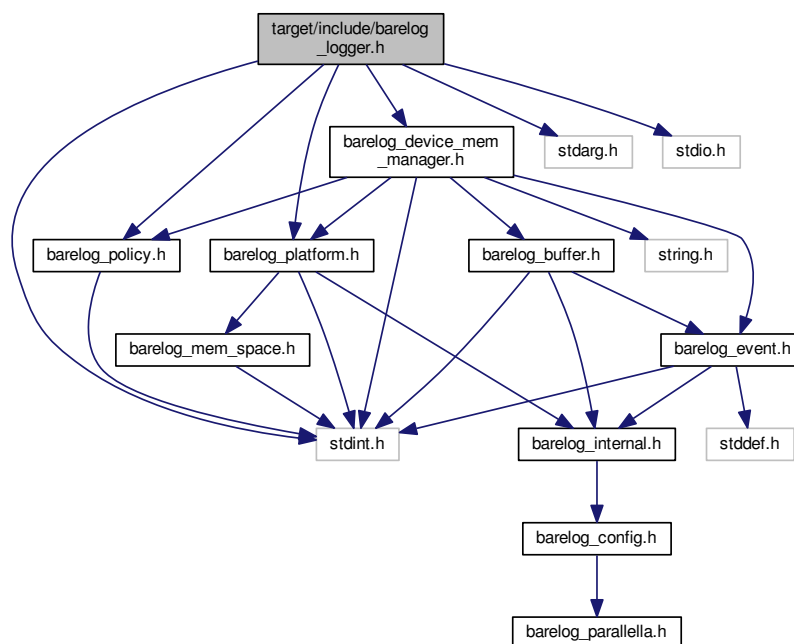 target/include/barelog
_logger.h
barelog_device_mem
_manager.h
stdarg.h
stdio.h
barelog_policy.h
barelog_platform.h
barelog_buffer.h
string.h
barelog_mem_space.h
barelog_event.h
stdint.h
barelog_internal.h
stddef.h
barelog_config.h
barelog_parallella.h